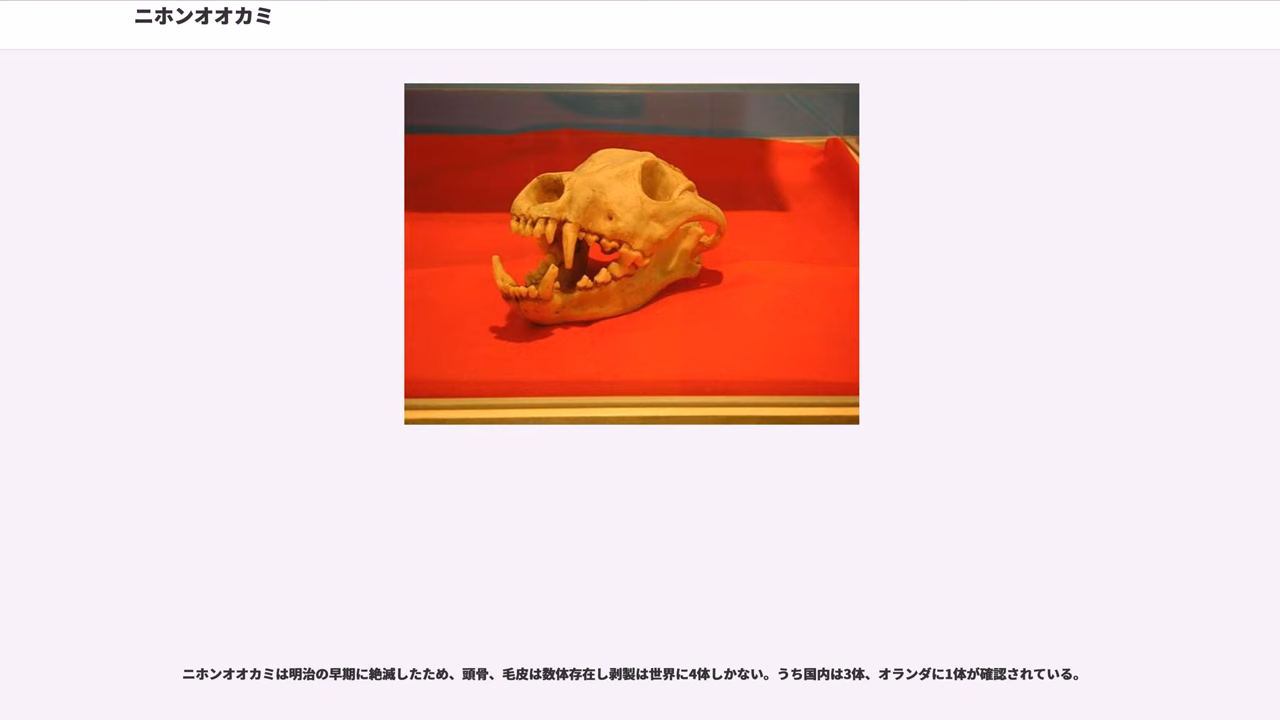 ニホンオオカミ
ニホンオオカミは明治の早期に絶滅したため、頭骨、毛皮は数体存在し剥製は世界に4体しかない。うち国内は3体、オランダに1体が確認されている。